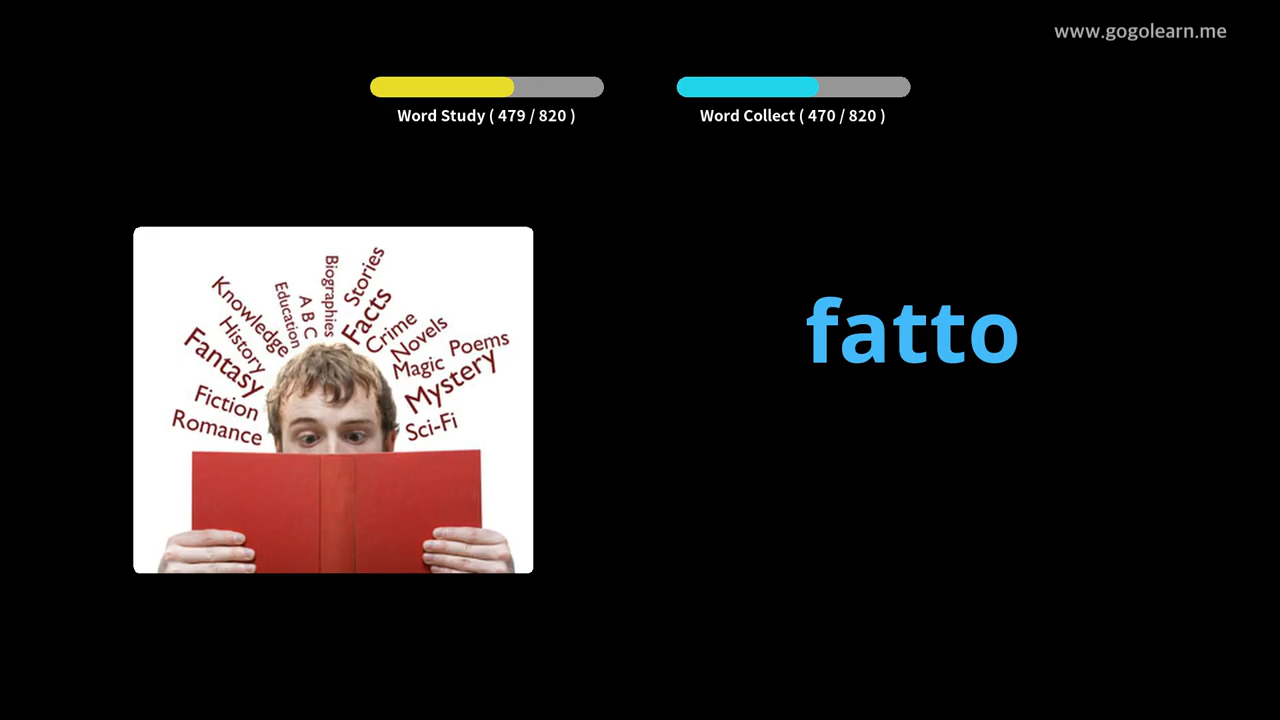 www.gogolearn.me
Word Study ( 479 / 820 )
Word Collect ( 470 / 820 )
Biographies
Stories
Facts
Education
A B C
Knowledge
History
Crime
Novels
Poems
Fantasy
Magic
Mystery
Fiction
Romance
Sci-Fi
fatto